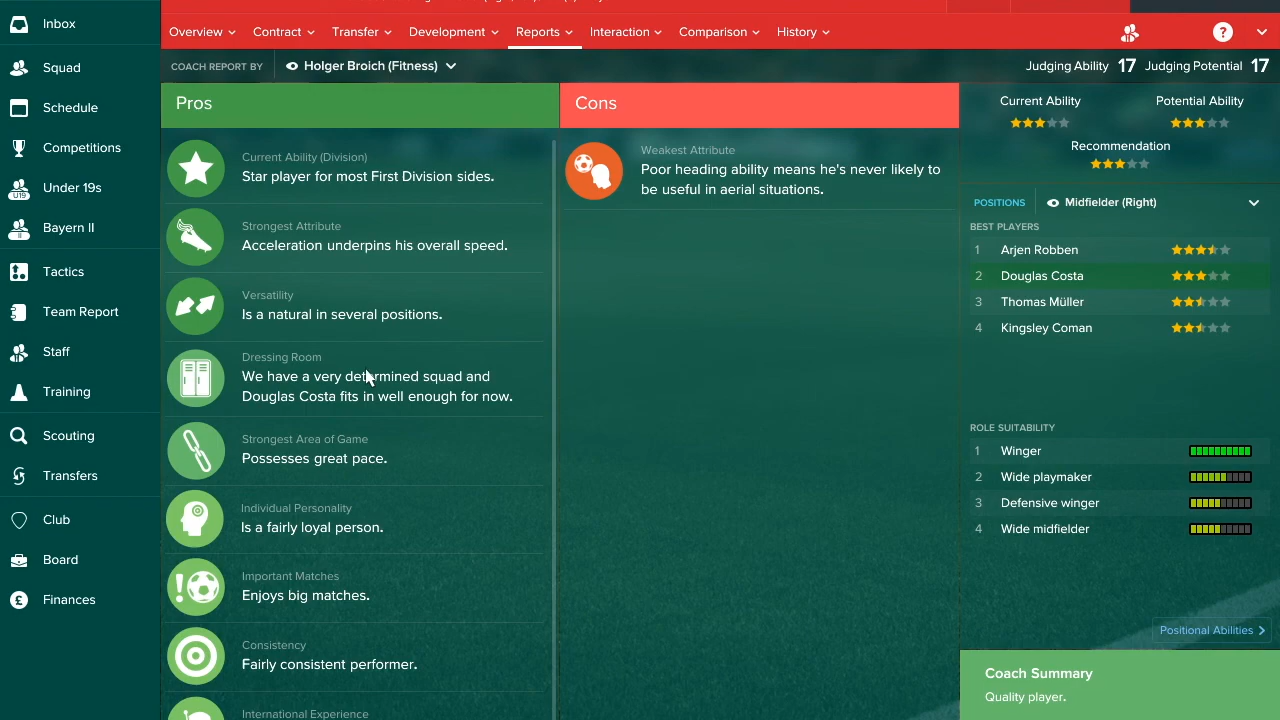 Inbox
Squad
Schedule
Competitions
U19
Under 19s
II
Bayern II
Tactics
Team Report
Staff
Training
Scouting
Transfers
Club
Board
£
Finances
Overview
Contract
Transfer
Development
Reports
Interaction
Comparison
History
?
COACH REPORT BY
Holger Broich (Fitness)
Judging Ability 17
Judging Potential 17
Pros
Current Ability (Division)
Star player for most First Division sides.
Strongest Attribute
Acceleration underpins his overall speed.
Versatility
Is a natural in several positions.
Dressing Room
We have a very determined squad and
Douglas Costa fits in well enough for now.
Strongest Area of Game
Possesses great pace.
Individual Personality
Is a fairly loyal person.
Important Matches
Enjoys big matches.
Consistency
Fairly consistent performer.
International Experience
Cons
Weakest Attribute
Poor heading ability means he's never likely to
be useful in aerial situations.
Current Ability
Potential Ability
Recommendation
POSITIONS
Midfielder (Right)
BEST PLAYERS
1 Arjen Robben
2 Douglas Costa
3 Thomas Müller
4 Kingsley Coman
ROLE SUITABILITY
1 Winger
2 Wide playmaker
3 Defensive winger
4 Wide midfielder
Positional Abilities
Coach Summary
Quality player.